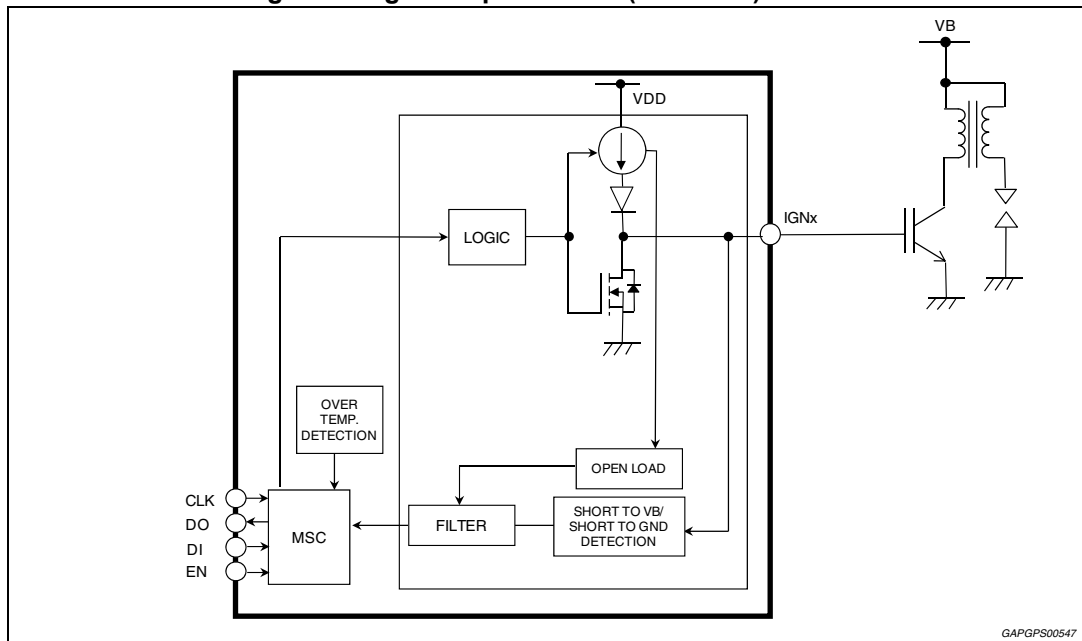 VB
VDD
IGNx
LOGIC
OVER
TEMP.
DETECTION
OPEN LOAD
CLK
DO
DI
EN
MSC
FILTER
SHORT TO VB/
SHORT TO GND
DETECTION
GAPGPS00547